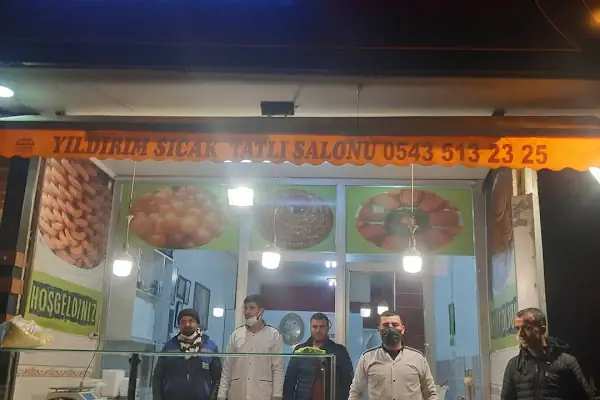 YILDIRIM SICAK TATLI SALONU 0543 513 23 25
HOŞGELDİNİZ